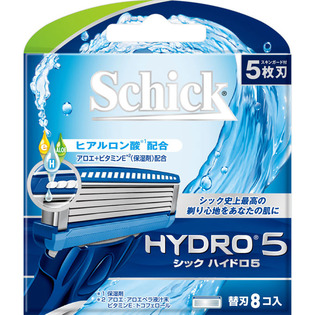 Schick
スキンガード付
5枚刃
ヒアルロン酸*1配合
アロエ+ビタミンE*2(保湿剤)配合
E
H
ALOE
シック史上最高の
剃り心地をあなたの肌に
HYDRO® 5
シック ハイドロ5
*1 保湿剤
*2 アロエ:アロエベラ液汁末
ビタミンE:トコフェロール
替刃8コ入